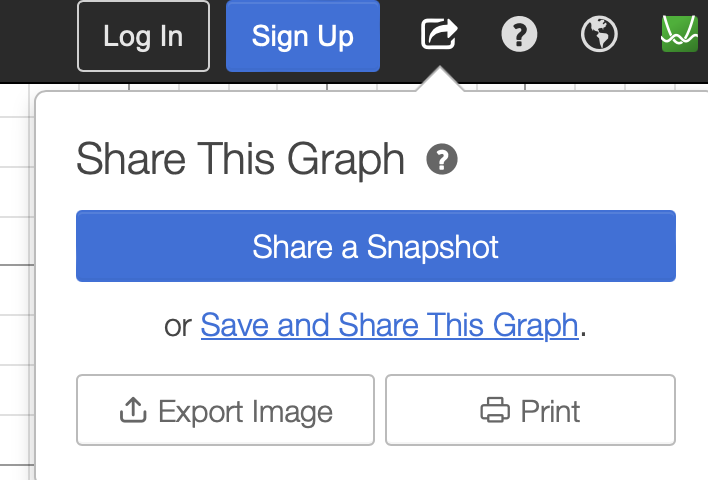 Log In Sign Up
Share This Graph
Share a Snapshot
or Save and Share This Graph.
Export Image Print